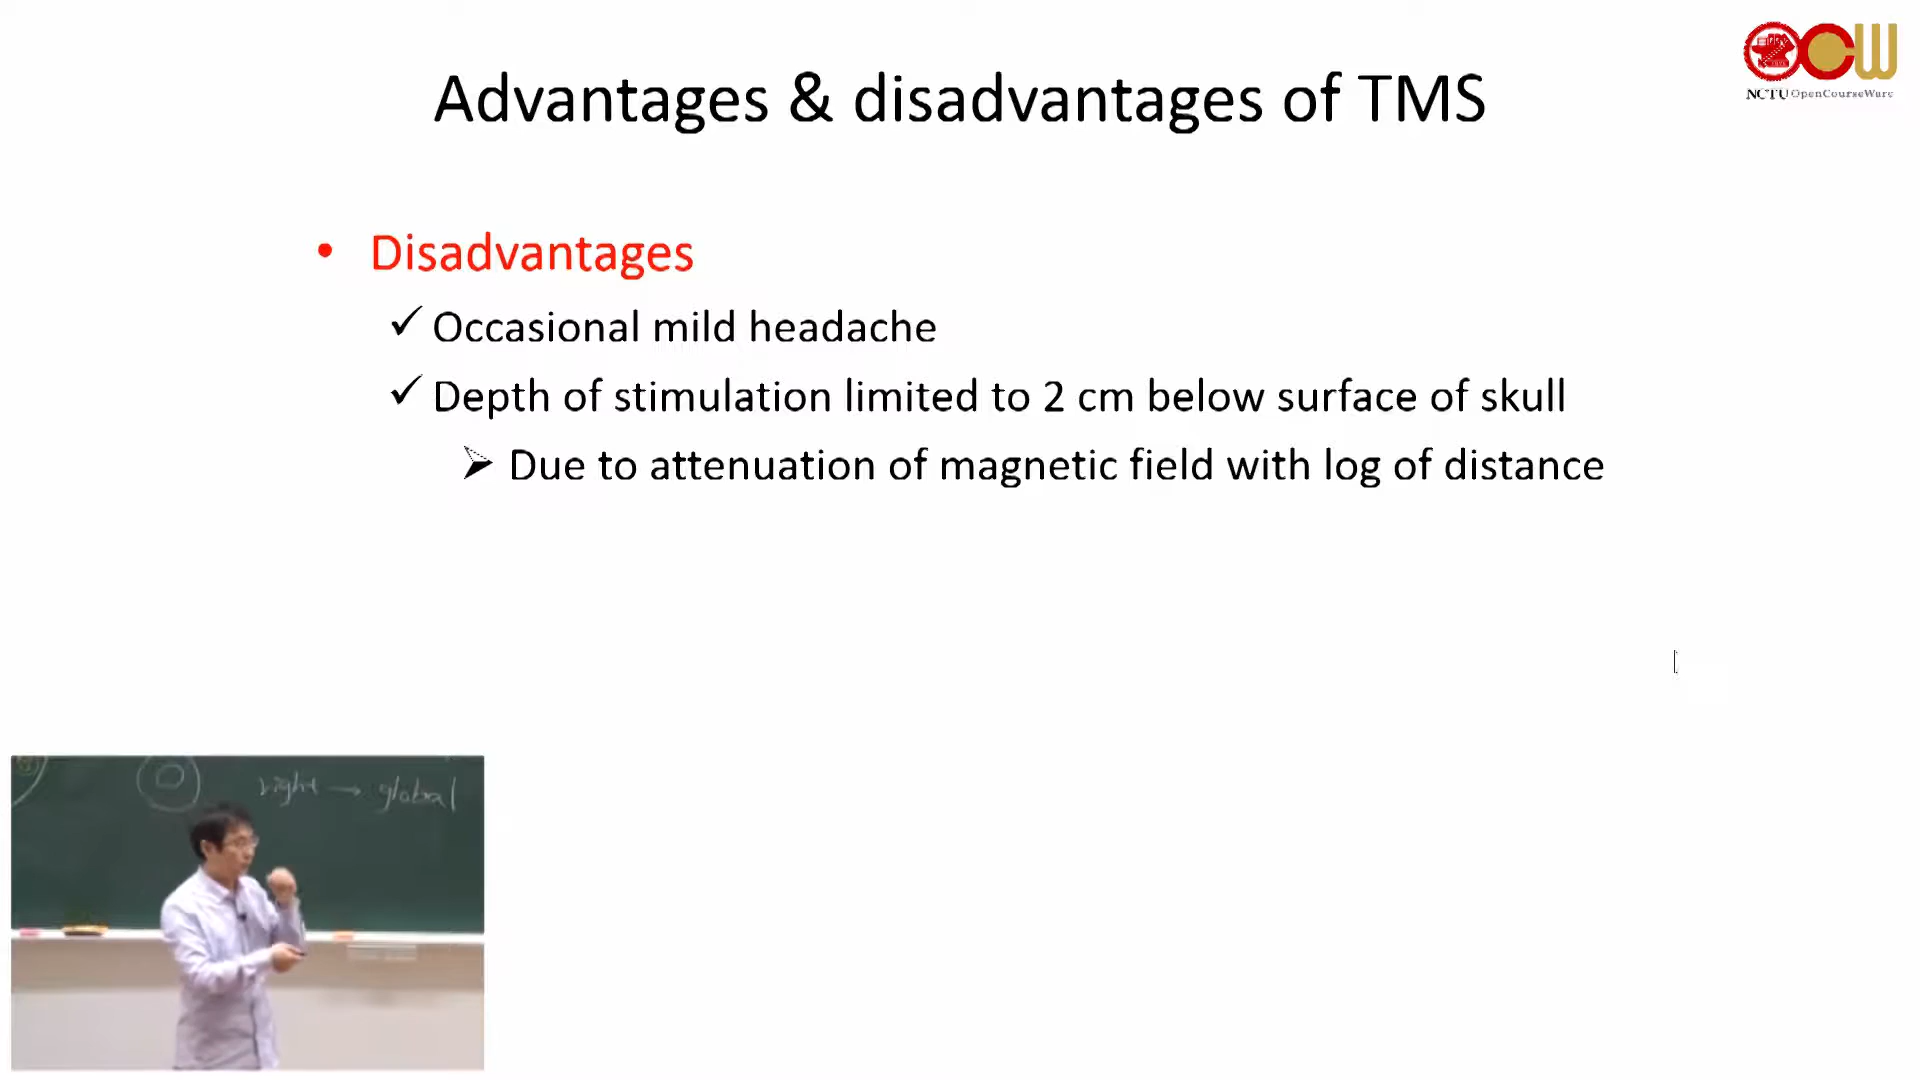 Advantages & disadvantages of TMS
NCTU OpenCourseWare
• Disadvantages
✓ Occasional mild headache
✓ Depth of stimulation limited to 2 cm below surface of skull
➢ Due to attenuation of magnetic field with log of distance
right → global